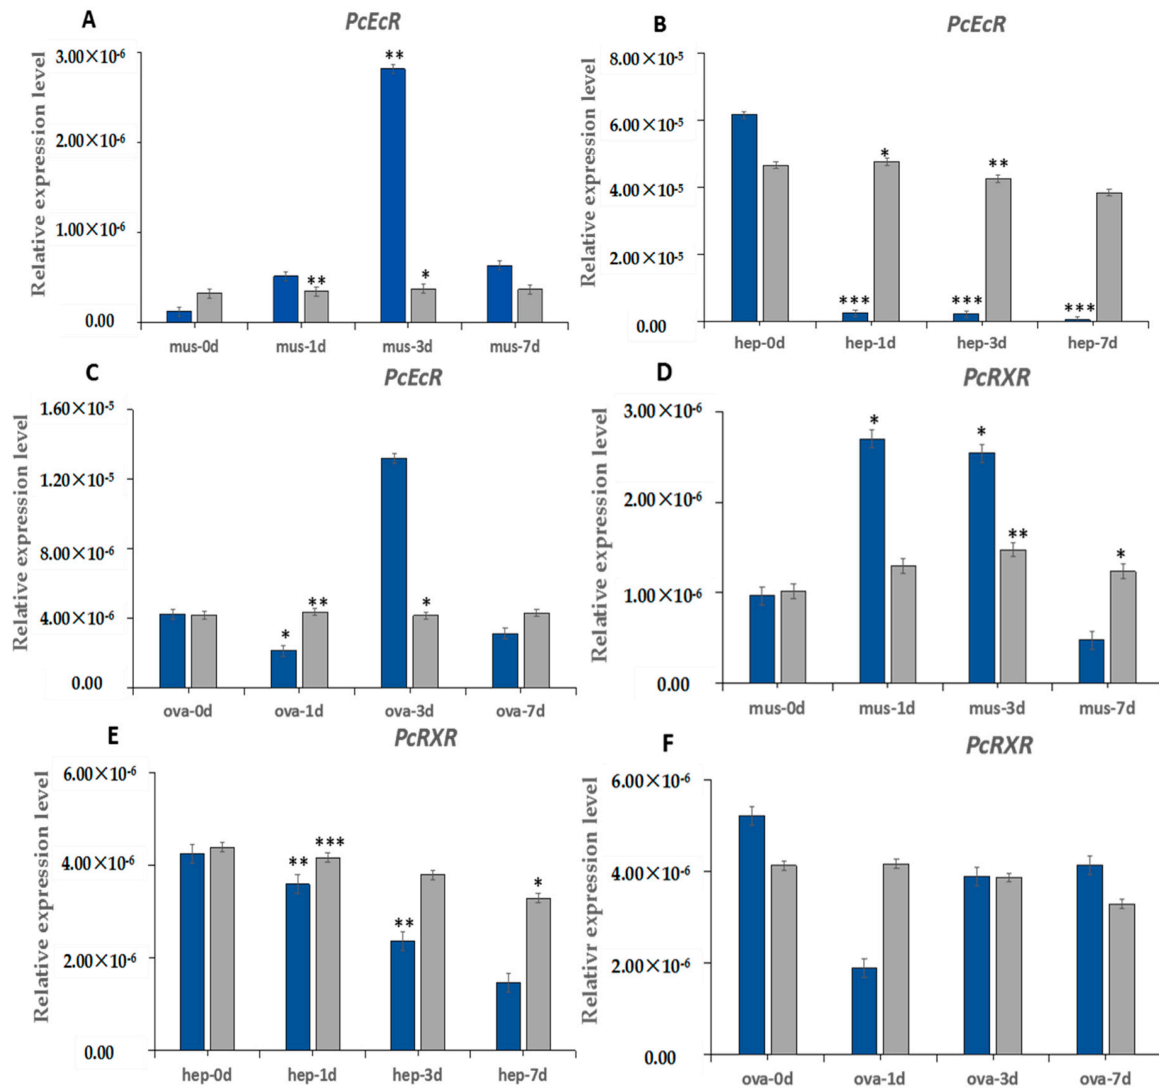 A
PcEcR
Relative expression level
3.00×10-6
2.00×10-6
1.00×10-6
0.00
**
**
*
mus-0d mus-1d mus-3d mus-7d
B
PcEcR
Relative expression level
8.00×10-5
6.00×10-5
4.00×10-5
2.00×10-5
0.00
*
**
*** *** ***
hep-0d hep-1d hep-3d hep-7d
C
PcEcR
Relative expression level
1.60×10-5
1.20×10-5
8.00×10-6
4.00×10-6
0.00
*
**
*
ova-0d ova-1d ova-3d ova-7d
D
PcRXR
Relative expression level
3.00×10-6
2.00×10-6
1.00×10-6
0.00
*
*
**
*
mus-0d mus-1d mus-3d mus-7d
E
PcRXR
Relative expression level
6.00×10-6
4.00×10-6
2.00×10-6
0.00
**
***
**
*
hep-0d hep-1d hep-3d hep-7d
F
PcRXR
Relativr expression level
6.00×10-6
4.00×10-6
2.00×10-6
0.00
ova-0d ova-1d ova-3d ova-7d